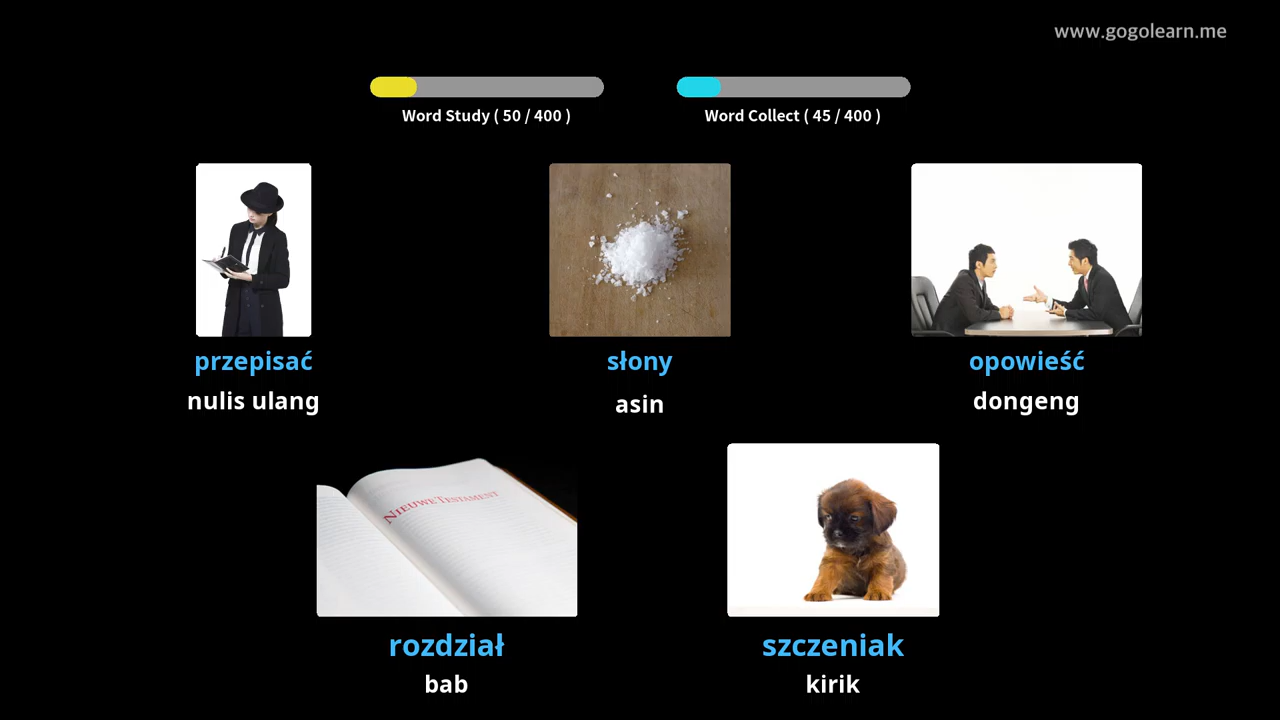 www.gogolearn.me
Word Study ( 50 / 400 )
Word Collect ( 45 / 400 )
przepisać
nulis ulang
słony
asin
opowieść
dongeng
NIEUWE TESTAMENT
rozdział
bab
szczeniak
kirik